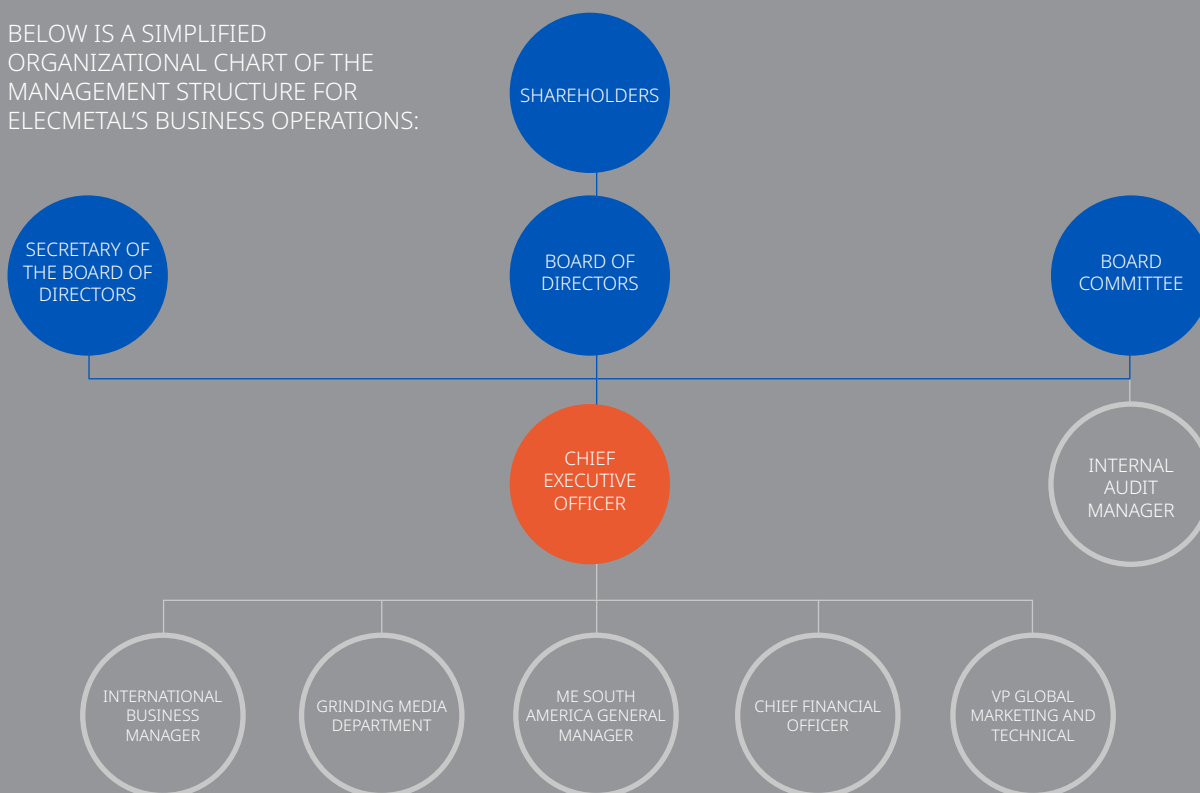 BELOW IS A SIMPLIFIED
ORGANIZATIONAL CHART OF THE
MANAGEMENT STRUCTURE FOR
ELECMETAL'S BUSINESS OPERATIONS:
SHAREHOLDERS
SECRETARY OF
THE BOARD OF
DIRECTORS
BOARD OF
DIRECTORS
BOARD
COMMITTEE
CHIEF
EXECUTIVE
OFFICER
INTERNAL
AUDIT
MANAGER
INTERNATIONAL
BUSINESS
MANAGER
GRINDING MEDIA
DEPARTMENT
ME SOUTH
AMERICA GENERAL
MANAGER
CHIEF FINANCIAL
OFFICER
VP GLOBAL
MARKETING AND
TECHNICAL